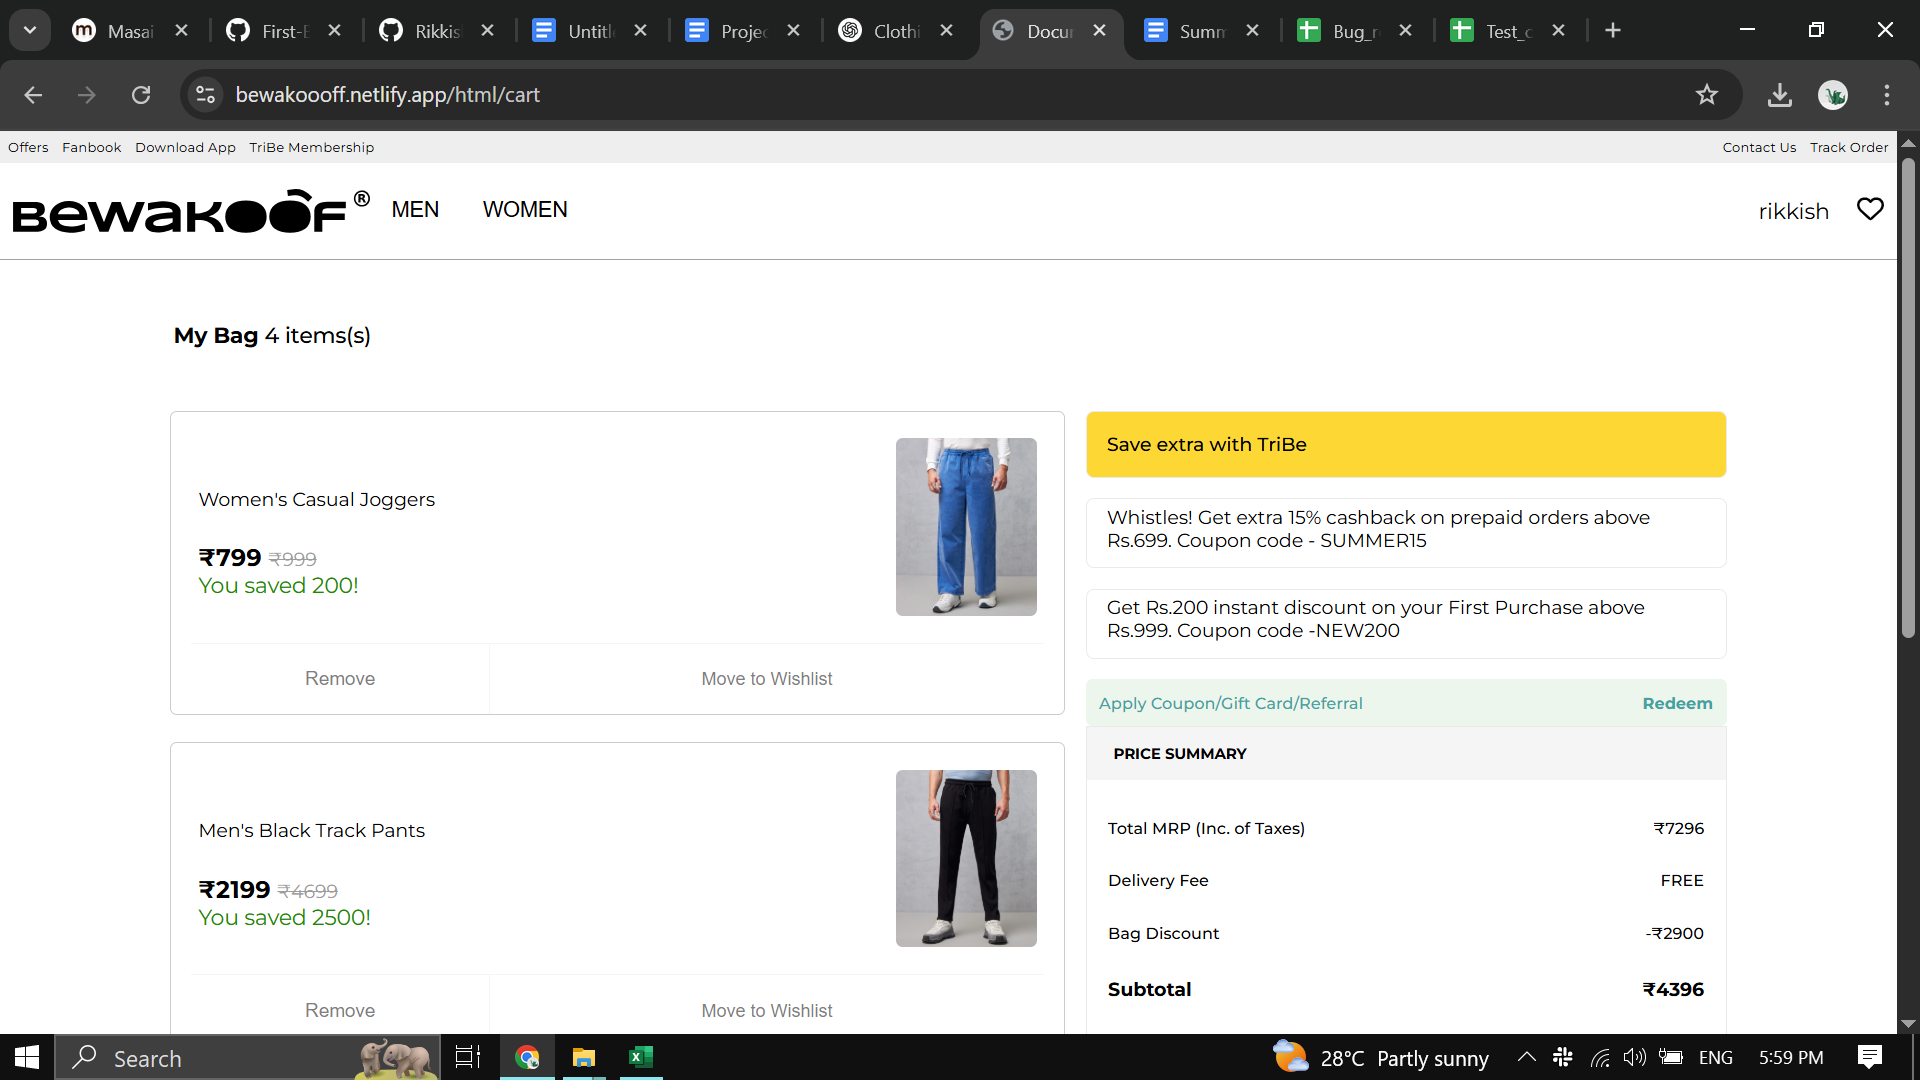 Masai
First-E
Rikkis
Untitl
Projec
Clothi
Docur
Summ
Bug_r
Test_c
bewakoooff.netlify.app/html/cart
Offers Fanbook Download App TriBe Membership Contact Us Track Order
BEWAKOOF ® MEN WOMEN rikkish
My Bag 4 items(s)
Women's Casual Joggers
₹799 ₹999
You saved 200!
Remove Move to Wishlist
Men's Black Track Pants
₹2199 ₹4699
You saved 2500!
Remove Move to Wishlist
Save extra with TriBe
Whistles! Get extra 15% cashback on prepaid orders above
Rs.699. Coupon code - SUMMER15
Get Rs.200 instant discount on your First Purchase above
Rs.999. Coupon code -NEW200
Apply Coupon/Gift Card/Referral Redeem
PRICE SUMMARY
Total MRP (Inc. of Taxes) ₹7296
Delivery Fee FREE
Bag Discount -₹2900
Subtotal ₹4396
Search 28°C Partly sunny ENG 5:59 PM